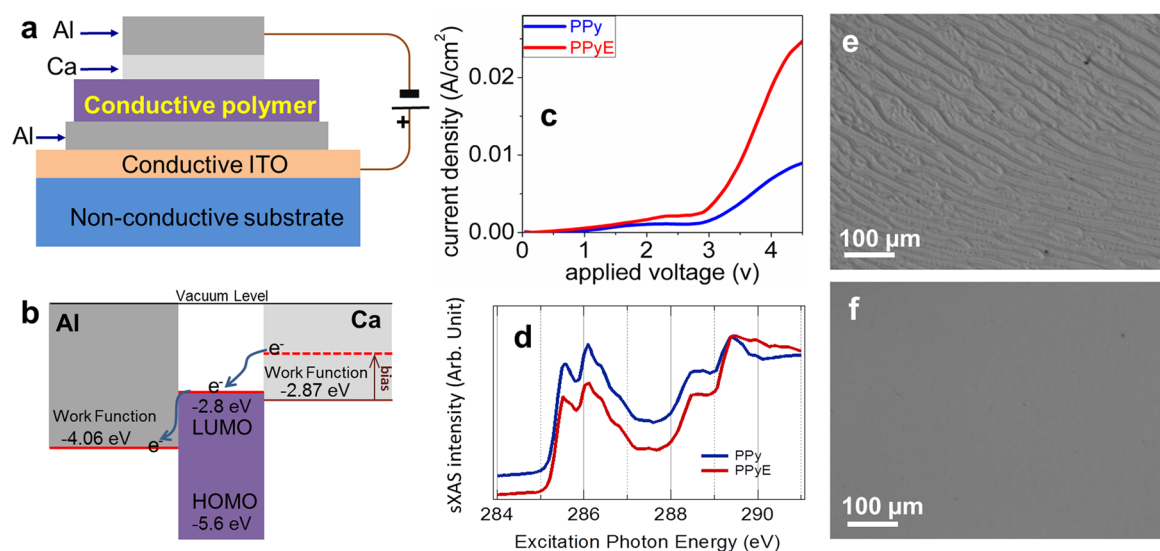 a
Al
Ca
Conductive polymer
Al
Conductive ITO
Non-conductive substrate
+
b
Vacuum Level
Al
Ca
e-
e-
Work Function
-2.87 eV
bias
Work Function
-4.06 eV
e-
-2.8 eV
LUMO
HOMO
-5.6 eV
c
PPy
PPyE
current density (A/cm2)
0.02
0.01
0.00
0
1
2
3
4
applied voltage (v)
d
sXAS intensity (Arb. Unit)
PPy
PPyE
284
286
288
290
Excitation Photon Energy (eV)
e
100 µm
f
100 µm